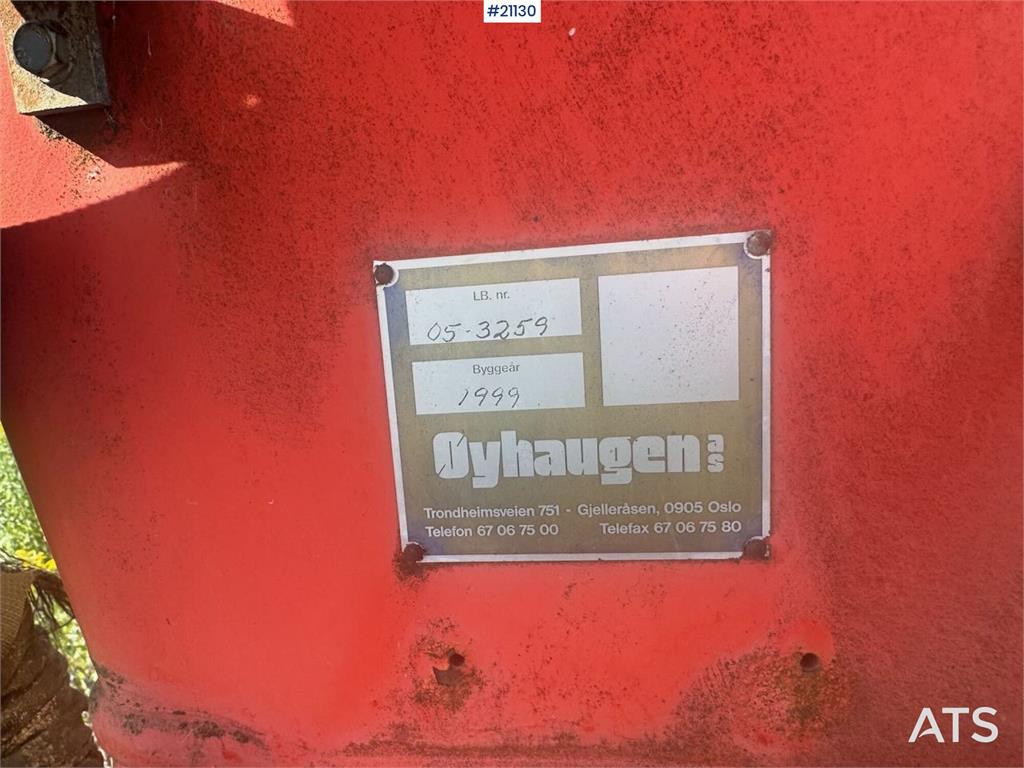 #21130
LB. nr.
05-3259
Byggeår
1999
Øyhaugen as
Trondheimsveien 751 - Gjelleråsen, 0905 Oslo
Telefon 67 06 75 00 Telefax 67 06 75 80
ATS